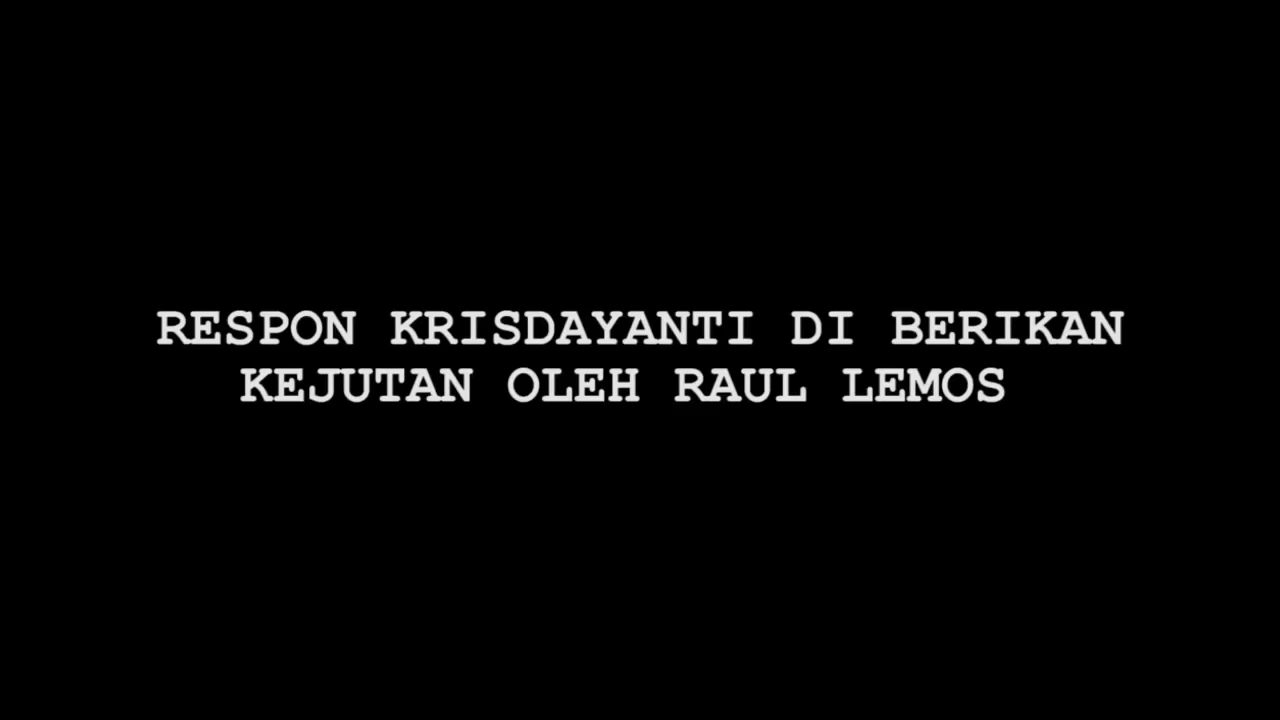 RESPON KRISDAYANTI DI BERIKAN
KEJUTAN OLEH RAUL LEMOS